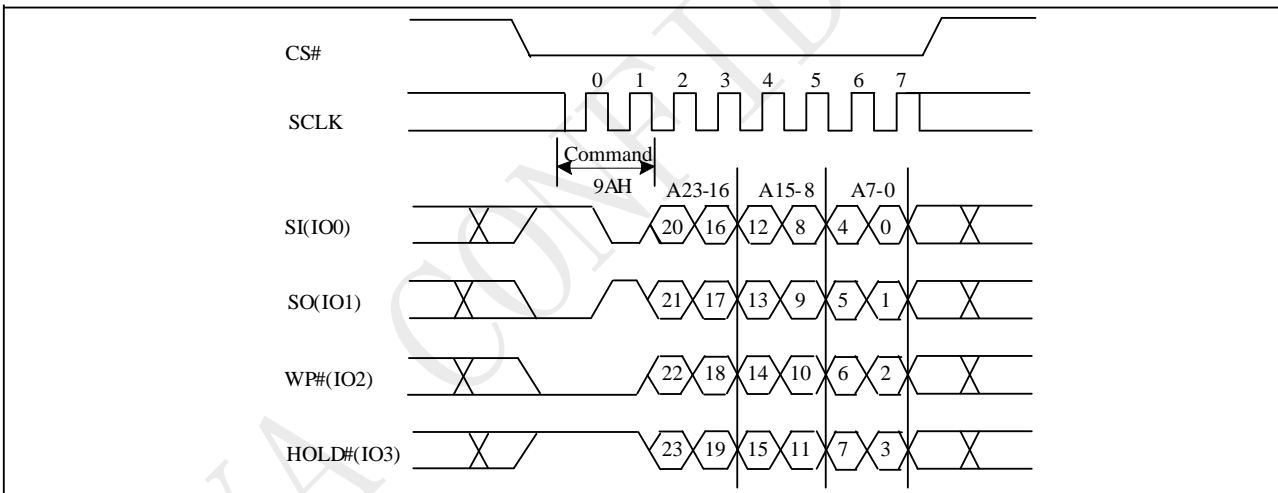 CS#
0 1 2 3 4 5 6 7
SCLK
Command
9AH
A23-16 A15-8 A7-0
SI(IO0) 20 16 12 8 4 0
SO(IO1) 21 17 13 9 5 1
WP#(IO2) 22 18 14 10 6 2
HOLD#(IO3) 23 19 15 11 7 3
A CONFID